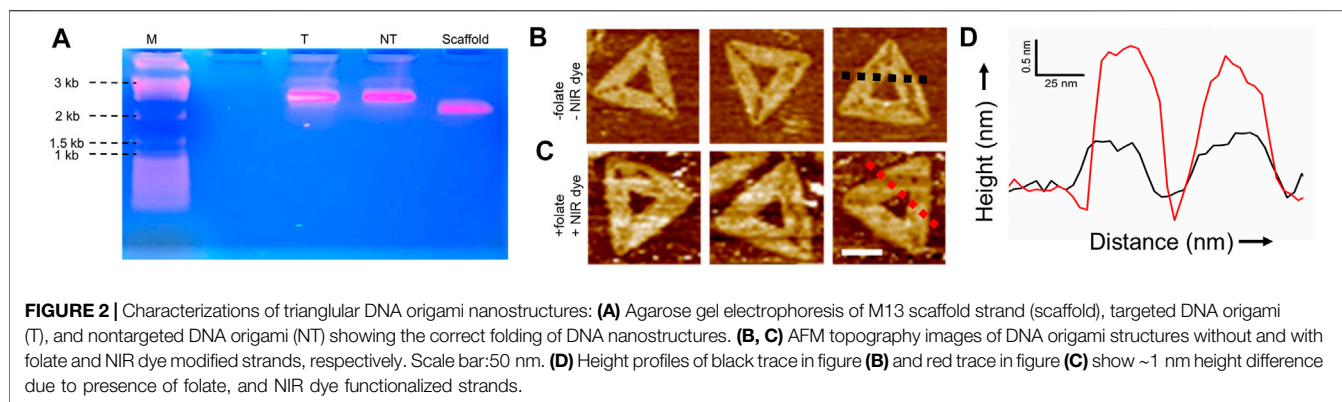 A
M
T
NT
Scaffold
3 kb
2 kb
1.5 kb
1 kb
B
-folate
- NIR dye
C
+folate
+ NIR dye
D
0.5 nm
25 nm
Height (nm)
Distance (nm)
FIGURE 2 | Characterizations of trianglular DNA origami nanostructures: (A) Agarose gel electrophoresis of M13 scaffold strand (scaffold), targeted DNA origami
(T), and nontargeted DNA origami (NT) showing the correct folding of DNA nanostructures. (B, C) AFM topography images of DNA origami structures without and with
folate and NIR dye modified strands, respectively. Scale bar:50 nm. (D) Height profiles of black trace in figure (B) and red trace in figure (C) show ~1 nm height difference
due to presence of folate, and NIR dye functionalized strands.